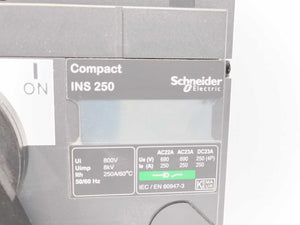 Compact
INS 250
Schneider
Electric
ON
AC22A AC23A DC23A
Ui 800V
Ue (V) 690 690 250 (4P)
Uimp 8kV
Ie (A) 250 250 250
Ith 250A/60°C
50/60 Hz
IEC / EN 60947-3